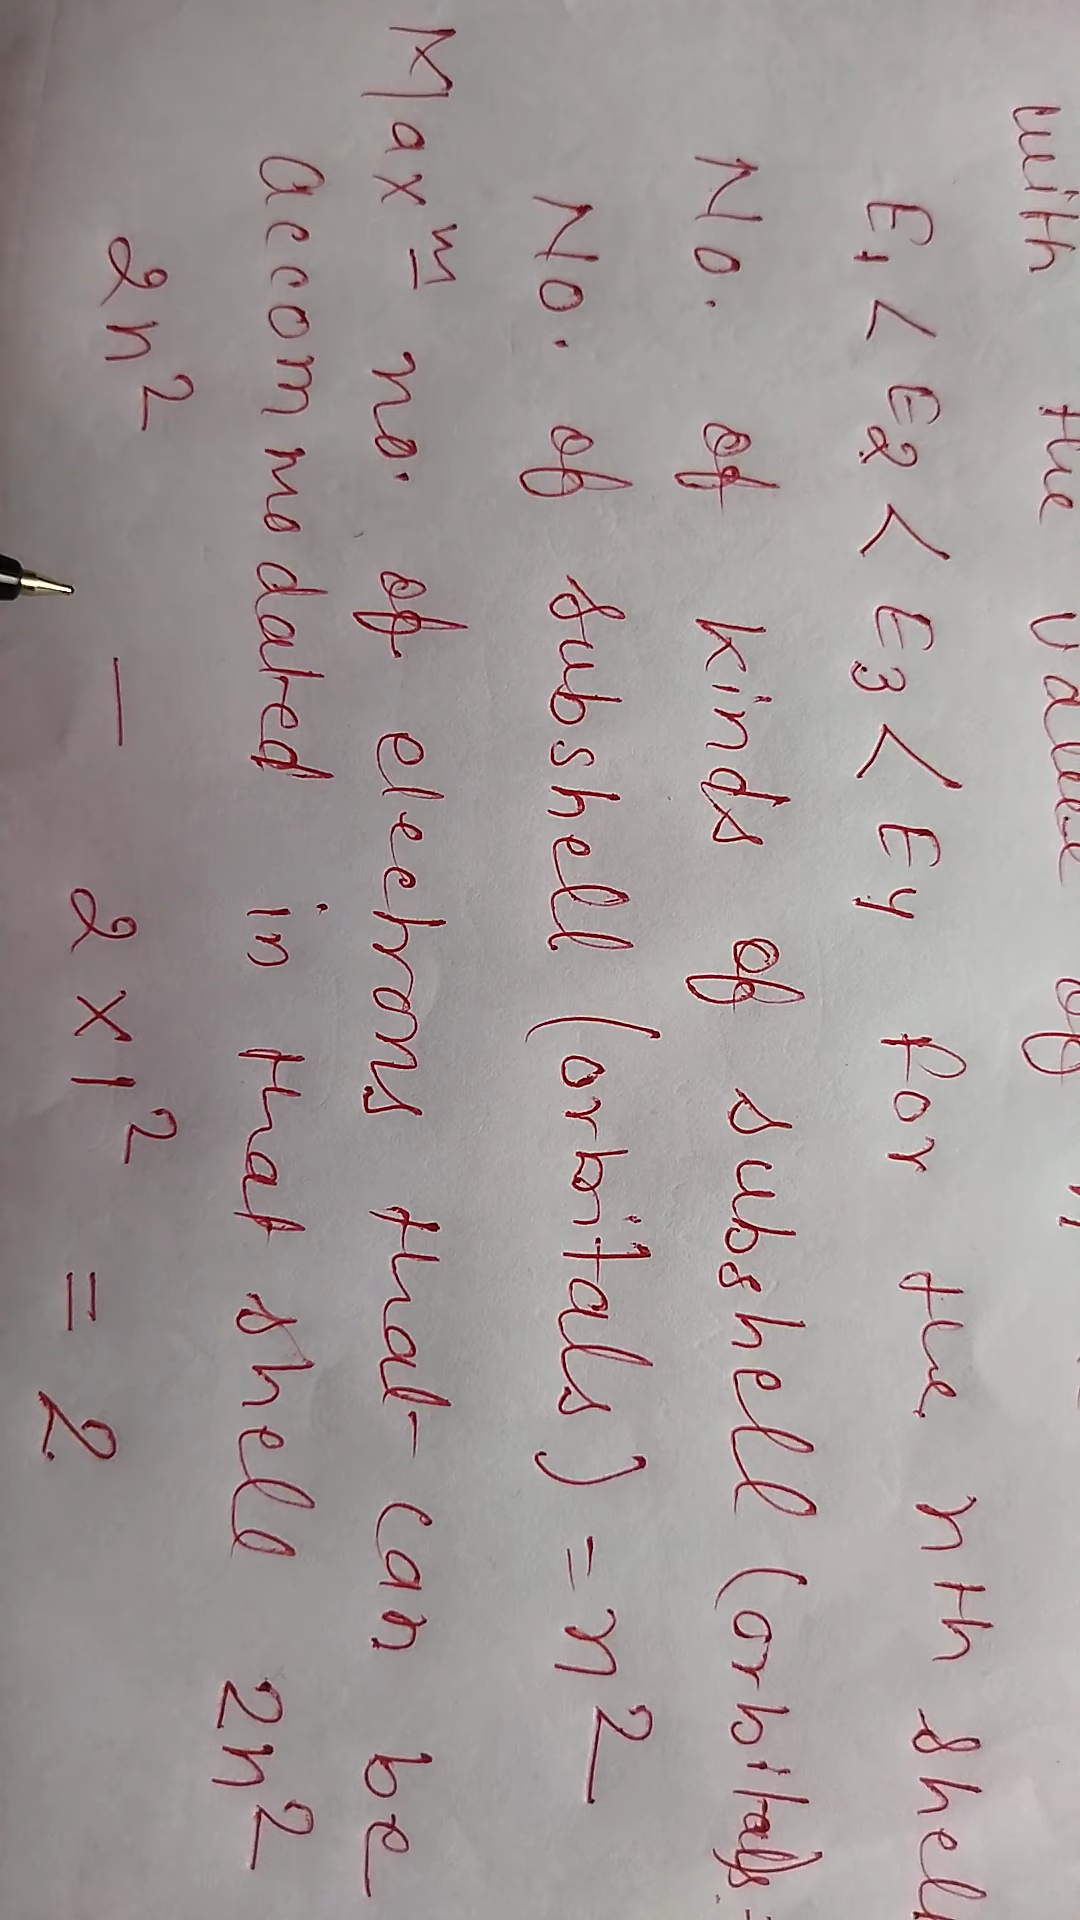 with the value of
E1 < E2 < E3 < E4 for the nth shell
No. of kinds of subshell (orbitals) =
No. of subshell (orbitals) = n²
Maxᵐ no. of electrons that can be
accommodated in that shell 2n²
2n² — 2 × 1² = 2